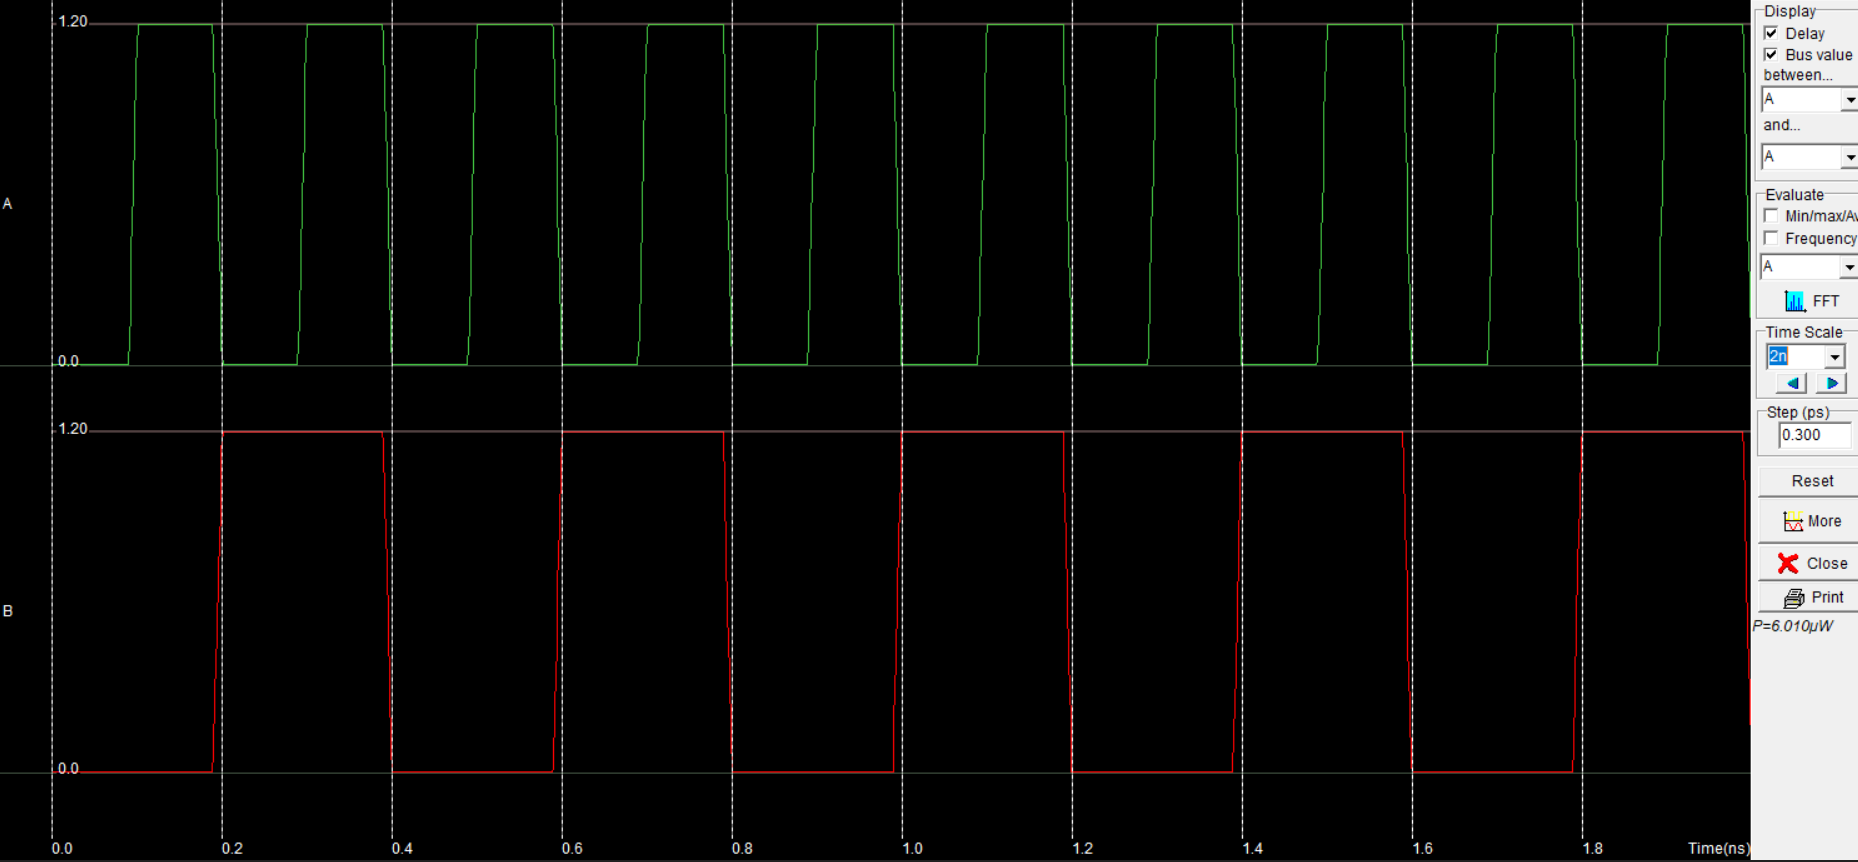 1.20
A
0.0
1.20
B
0.0
0.0 0.2 0.4 0.6 0.8 1.0 1.2 1.4 1.6 1.8 Time(ns)
Display
Delay
Bus value
between...
A
and...
A
Evaluate
Min/max/Av
Frequency
A
FFT
Time Scale
2n
Step (ps)
0.300
Reset
More
Close
Print
P=6.010µW